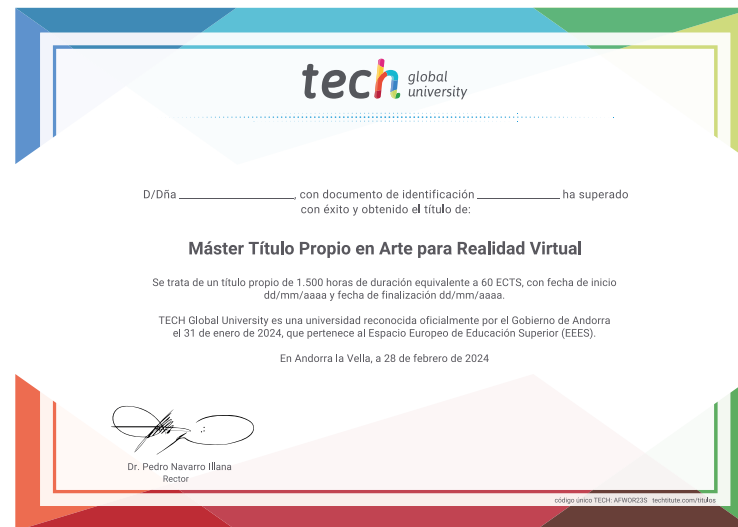 tech global university
D/Dña ____________________, con documento de identificación ______________ ha superado
con éxito y obtenido el título de:
Máster Título Propio en Arte para Realidad Virtual
Se trata de un título propio de 1.500 horas de duración equivalente a 60 ECTS, con fecha de inicio
dd/mm/aaaa y fecha de finalización dd/mm/aaaa.
TECH Global University es una universidad reconocida oficialmente por el Gobierno de Andorra
el 31 de enero de 2024, que pertenece al Espacio Europeo de Educación Superior (EEES).
En Andorra la Vella, a 28 de febrero de 2024
Dr. Pedro Navarro Illana
Rector
código único TECH: AFWOR23S techtitute.com/titulos